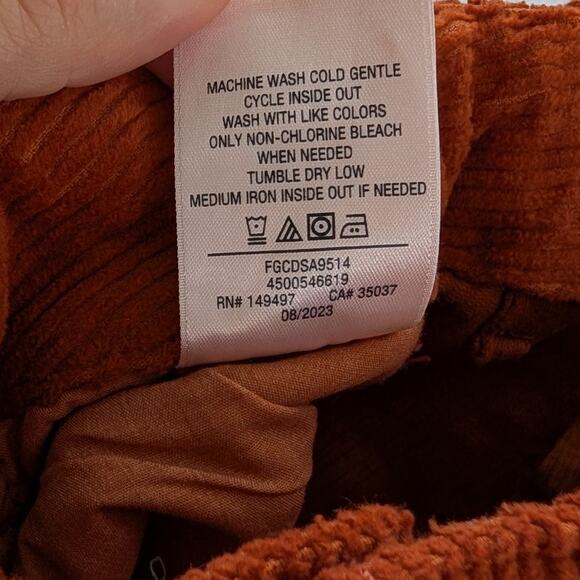 MACHINE WASH COLD GENTLE
CYCLE INSIDE OUT
WASH WITH LIKE COLORS
ONLY NON-CHLORINE BLEACH
WHEN NEEDED
TUMBLE DRY LOW
MEDIUM IRON INSIDE OUT IF NEEDED
FGCDSA9514
4500546619
RN# 149497 CA# 35037
08/2023